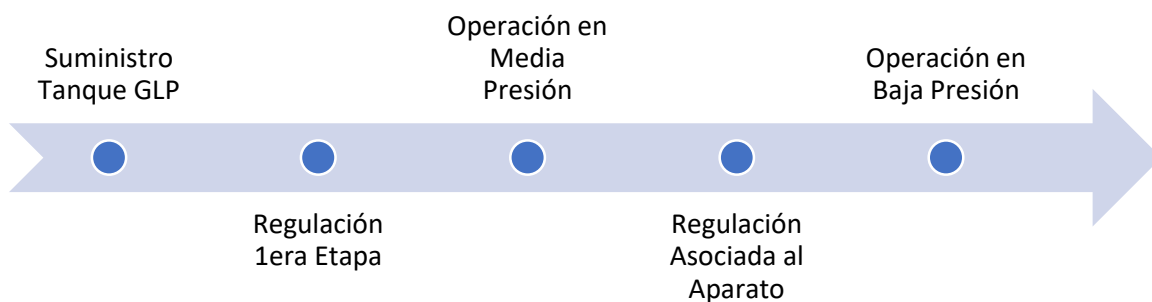 Suministro
Tanque GLP
Regulación
1era Etapa
Operación en
Media
Presión
Regulación
Asociada al
Aparato
Operación en
Baja Presión